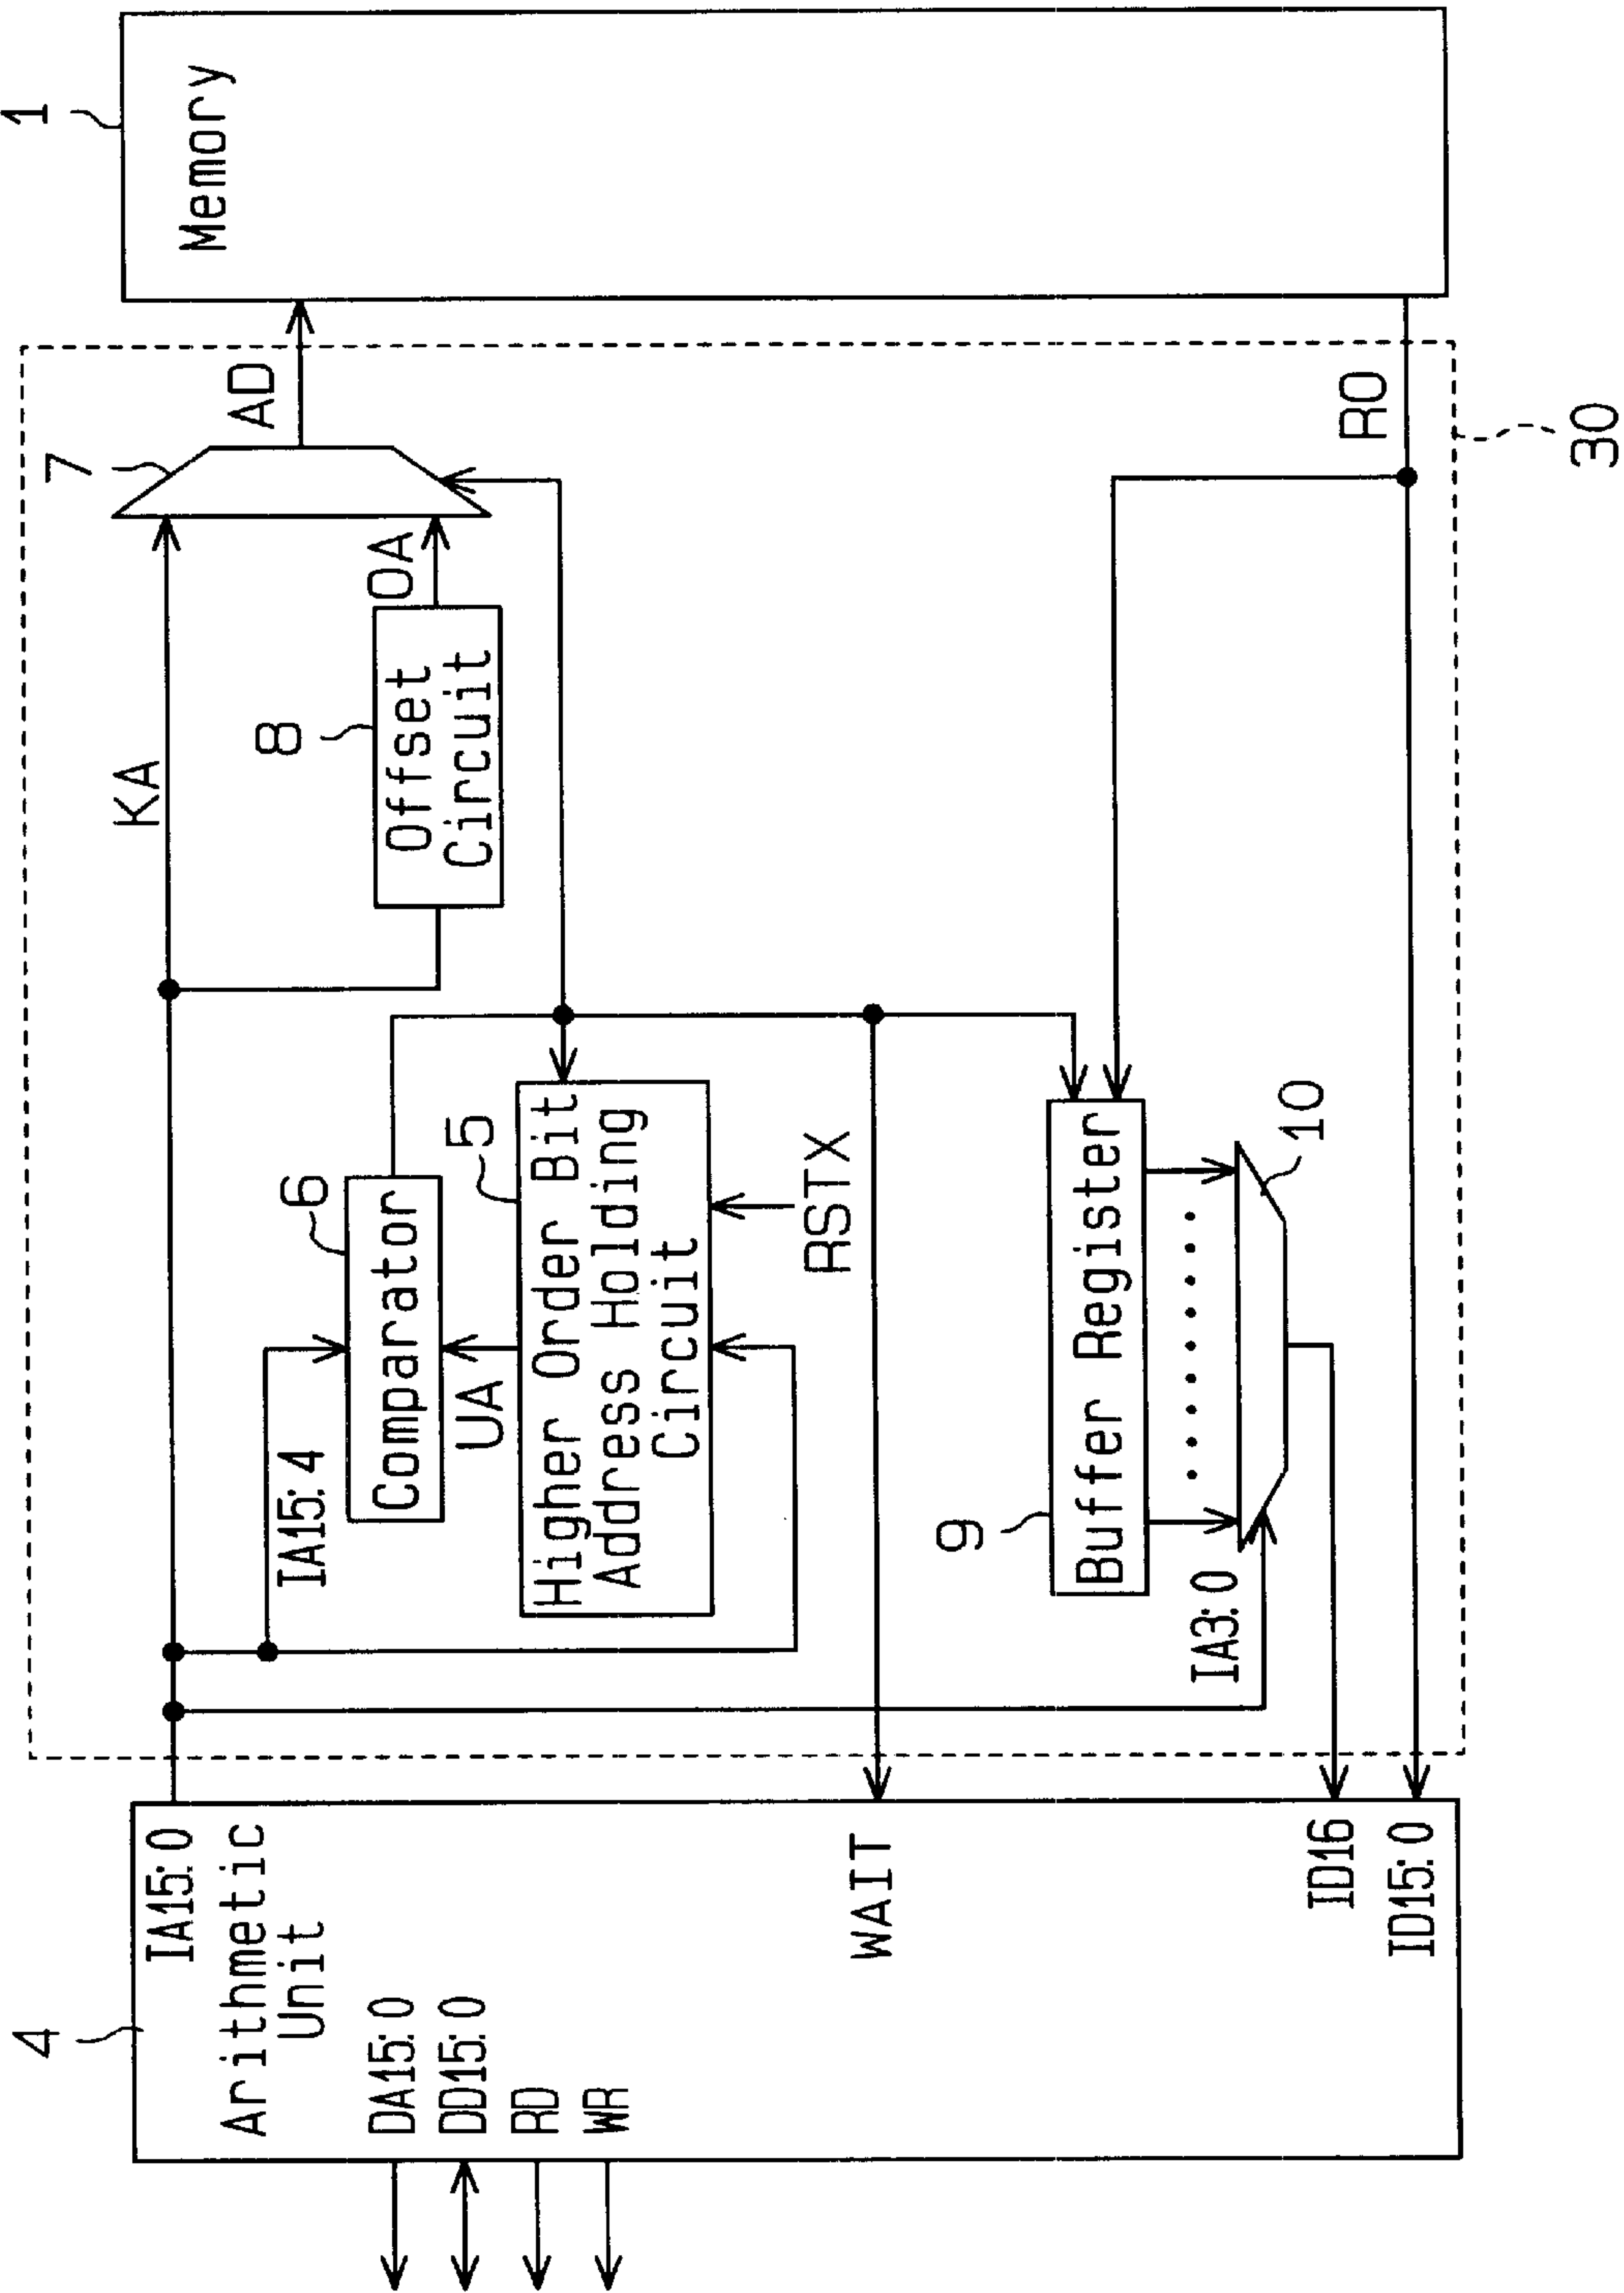 1
Memory
7
AD
KA
OA
8
Offset
Circuit
RO
30
6
Comparator
IA15:4
UA
5
Higher Order Bit
Address Holding
Circuit
RSTX
9
Buffer Register
10
IA3:0
4
IA15:0
Arithmetic
Unit
DA15:0
DD15:0
RD
WR
WAIT
ID16
ID15:0